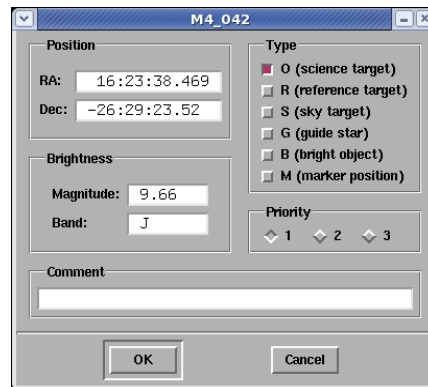 M4_042
Position
RA: 16:23:38.469
Dec: -26:29:23.52
Brightness
Magnitude: 9.66
Band: J
Type
O (science target)
R (reference target)
S (sky target)
G (guide star)
B (bright object)
M (marker position)
Priority
1 2 3
Comment
OK Cancel